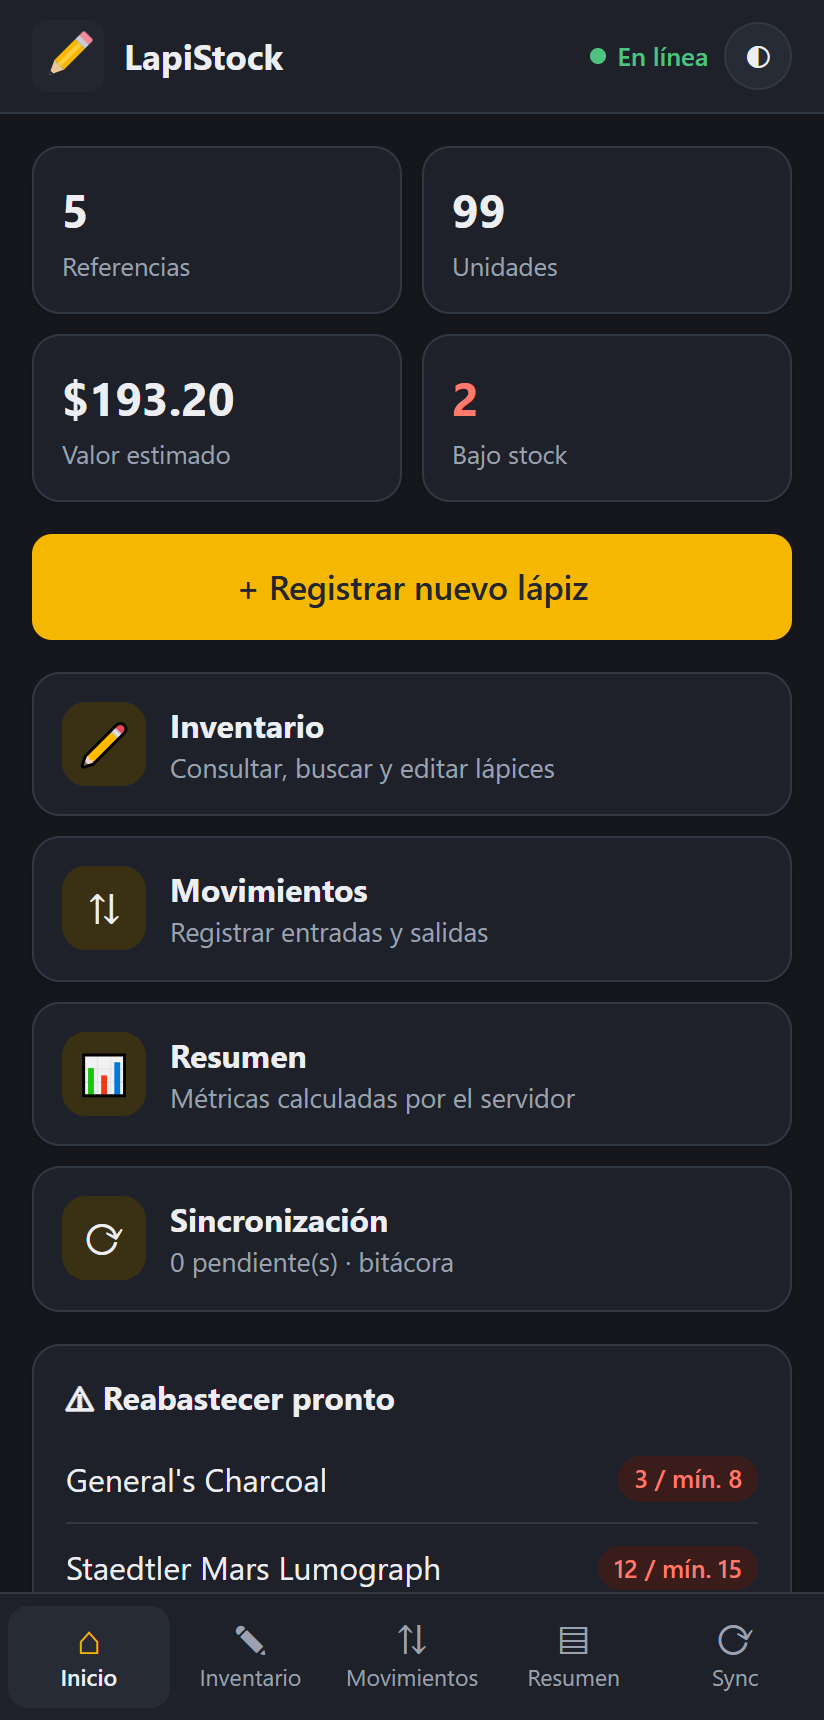 LapiStock
En línea
5
Referencias
99
Unidades
$193.20
Valor estimado
2
Bajo stock
+ Registrar nuevo lápiz
Inventario
Consultar, buscar y editar lápices
Movimientos
Registrar entradas y salidas
Resumen
Métricas calculadas por el servidor
Sincronización
0 pendiente(s) · bitácora
⚠ Reabastecer pronto
General's Charcoal
3 / mín. 8
Staedtler Mars Lumograph
12 / mín. 15
Inicio
Inventario
Movimientos
Resumen
Sync